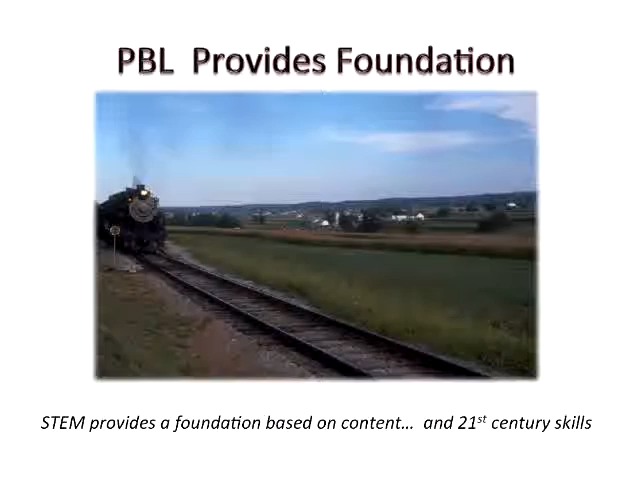 PBL  Provides Foundation
STEM provides a foundation based on content…  and 21st century skills